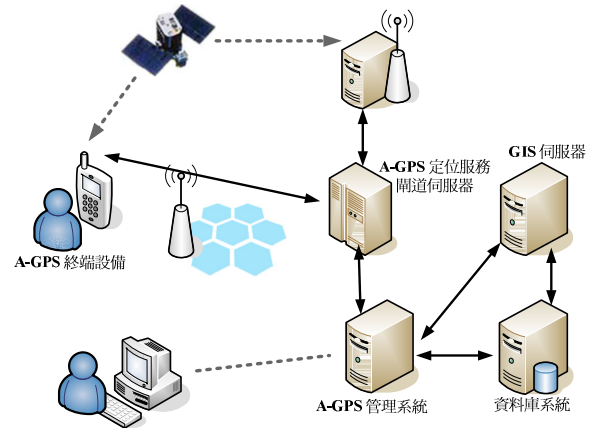 GIS 伺服器
A-GPS 定位服務
閘道伺服器
A-GPS 終端設備
A-GPS 管理系統
資料庫系統